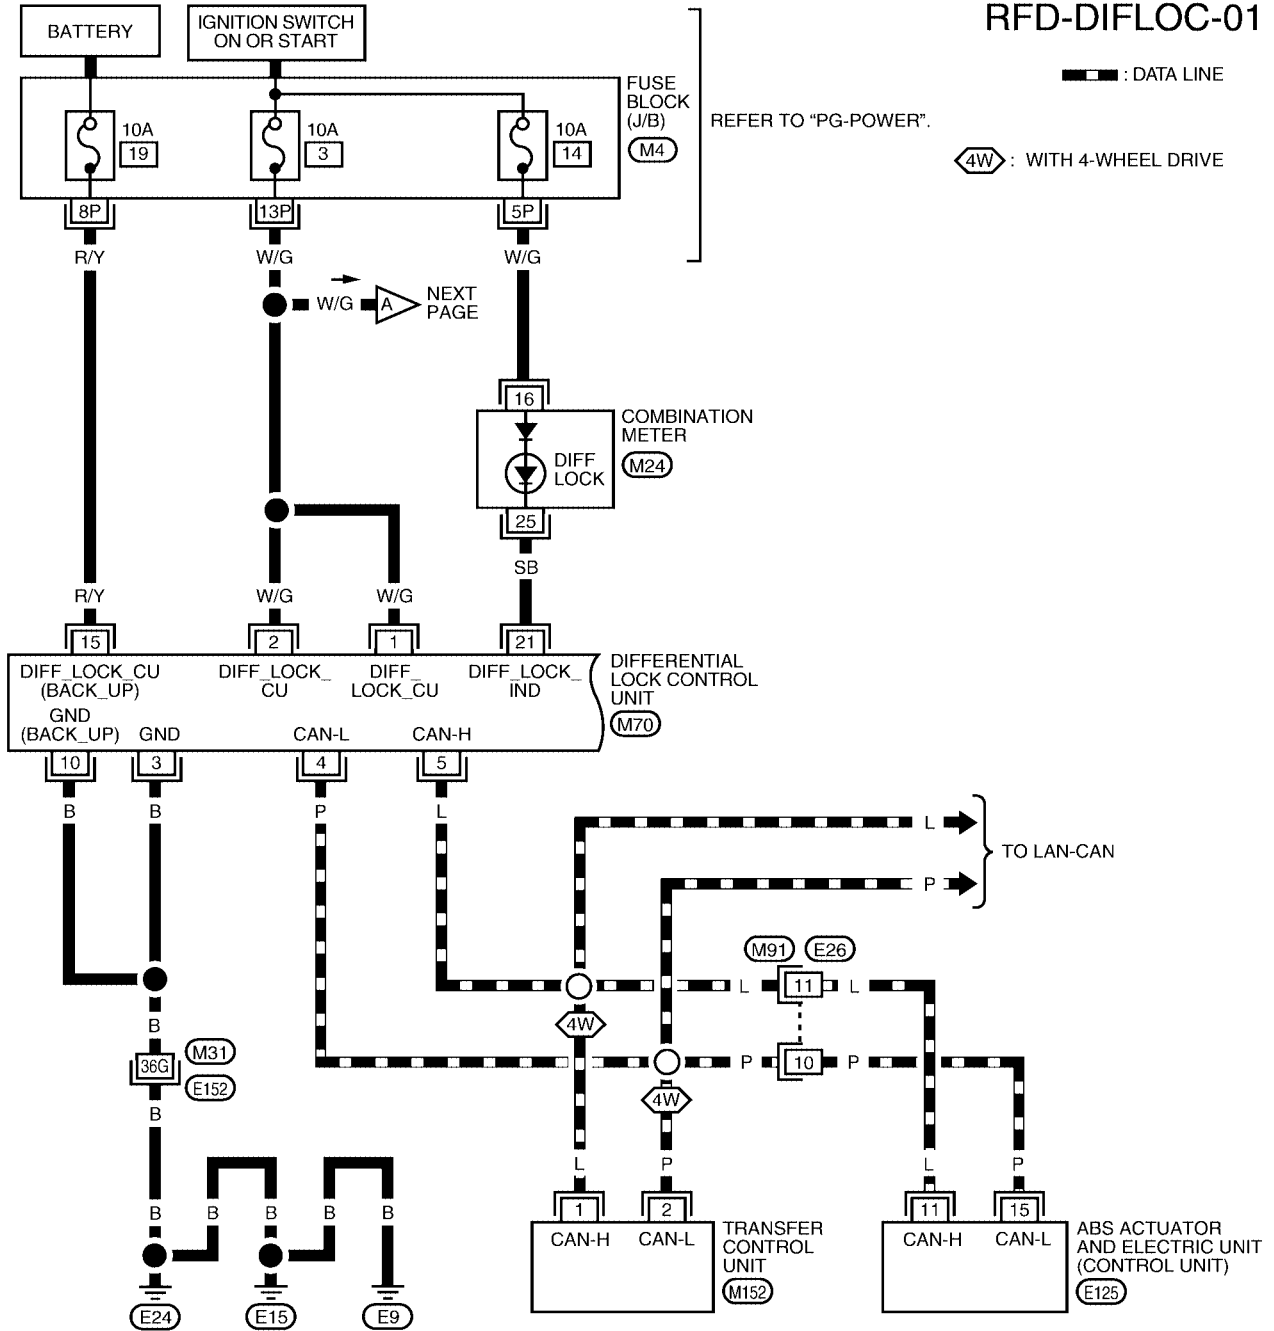 RFD-DIFLOC-01
BATTERY
IGNITION SWITCH
ON OR START
: DATA LINE
FUSE
BLOCK
(J/B)
M4
REFER TO “PG-POWER”.
4W : WITH 4-WHEEL DRIVE
10A
19
10A
3
10A
14
8P
13P
5P
R/Y
W/G
W/G
W/G
A
NEXT
PAGE
16
COMBINATION
METER
M24
DIFF
LOCK
25
SB
R/Y
W/G
W/G
15
2
1
21
DIFF_LOCK_CU
(BACK_UP)
DIFF_LOCK_
CU
DIFF_
LOCK_CU
DIFF_LOCK_
IND
DIFFERENTIAL
LOCK CONTROL
UNIT
M70
GND
(BACK_UP)
GND
CAN-L
CAN-H
10
3
4
5
B
B
P
L
L
P
TO LAN-CAN
M91
E26
L
11
L
4W
B
36G
M31
E152
P
10
P
4W
B
L
P
L
P
B
B
B
B
B
1
2
11
15
CAN-H
CAN-L
TRANSFER
CONTROL
UNIT
M152
CAN-H
CAN-L
ABS ACTUATOR
AND ELECTRIC UNIT
(CONTROL UNIT)
E125
E24
E15
E9